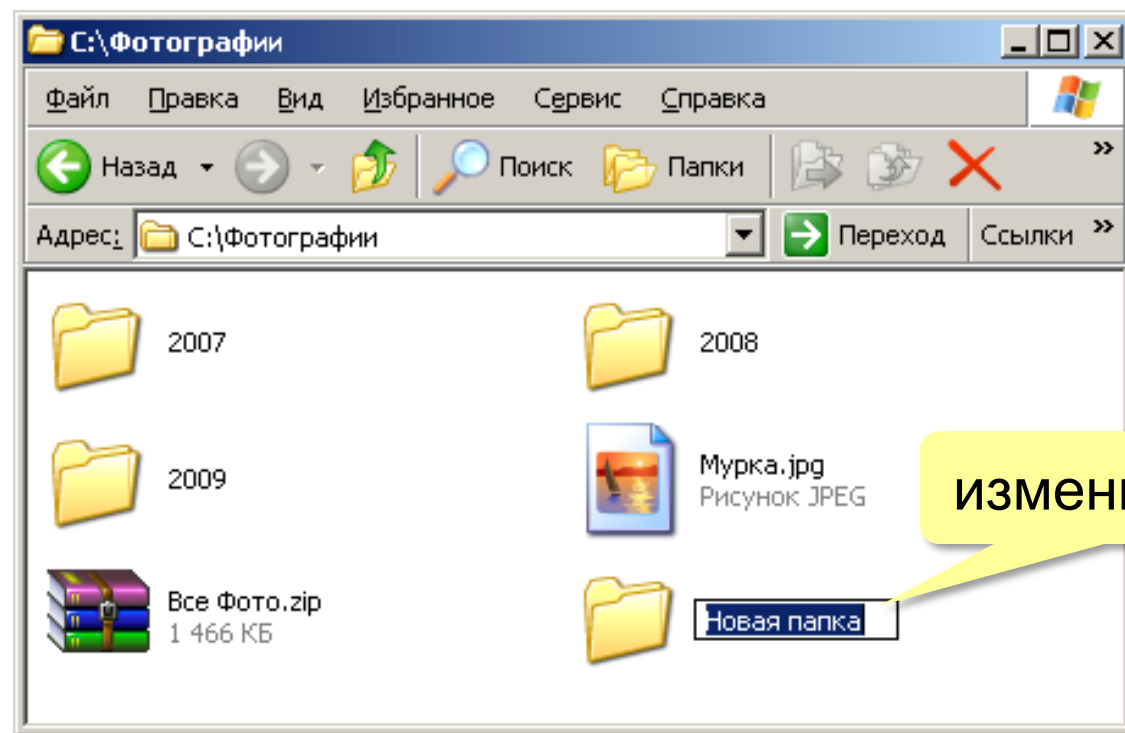 C:\Фотографии
Файл Правка Вид Избранное Сервис Справка
Назад Поиск Папки »
Адрес: C:\Фотографии Переход Ссылки »
2007 2008
2009
Мурка.jpg
Рисунок JPEG
Все Фото.zip
1 466 КБ
Новая папка